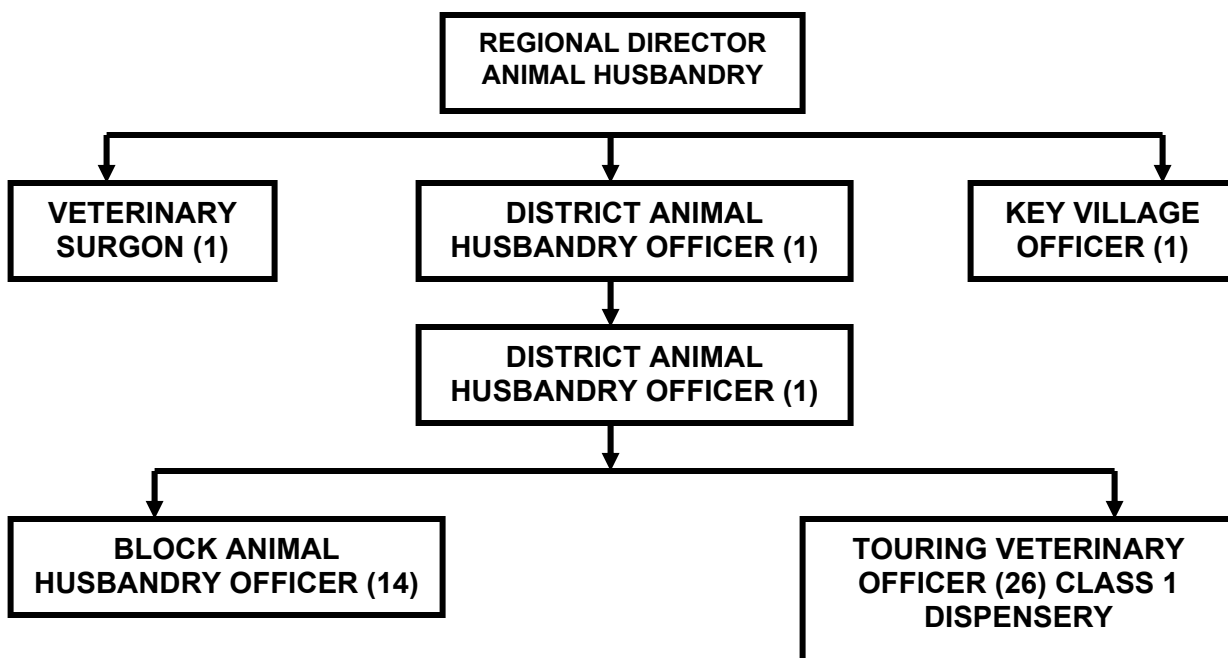 REGIONAL DIRECTOR
ANIMAL HUSBANDRY
VETERINARY
SURGON (1)
DISTRICT ANIMAL
HUSBANDRY OFFICER (1)
KEY VILLAGE
OFFICER (1)
DISTRICT ANIMAL
HUSBANDRY OFFICER (1)
BLOCK ANIMAL
HUSBANDRY OFFICER (14)
TOURING VETERINARY
OFFICER (26) CLASS 1
DISPENSERY